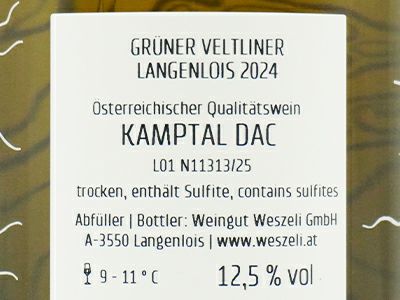 GRÜNER VELTLINER
LANGENLOIS 2024
Österreichischer Qualitätswein
KAMPTAL DAC
L01 N11313/25
trocken, enthält Sulfite, contains sulfites
Abfüller | Bottler: Weingut Weszeli GmbH
A-3550 Langenlois | www.weszeli.at
9 - 11 ° C 12,5 % vol